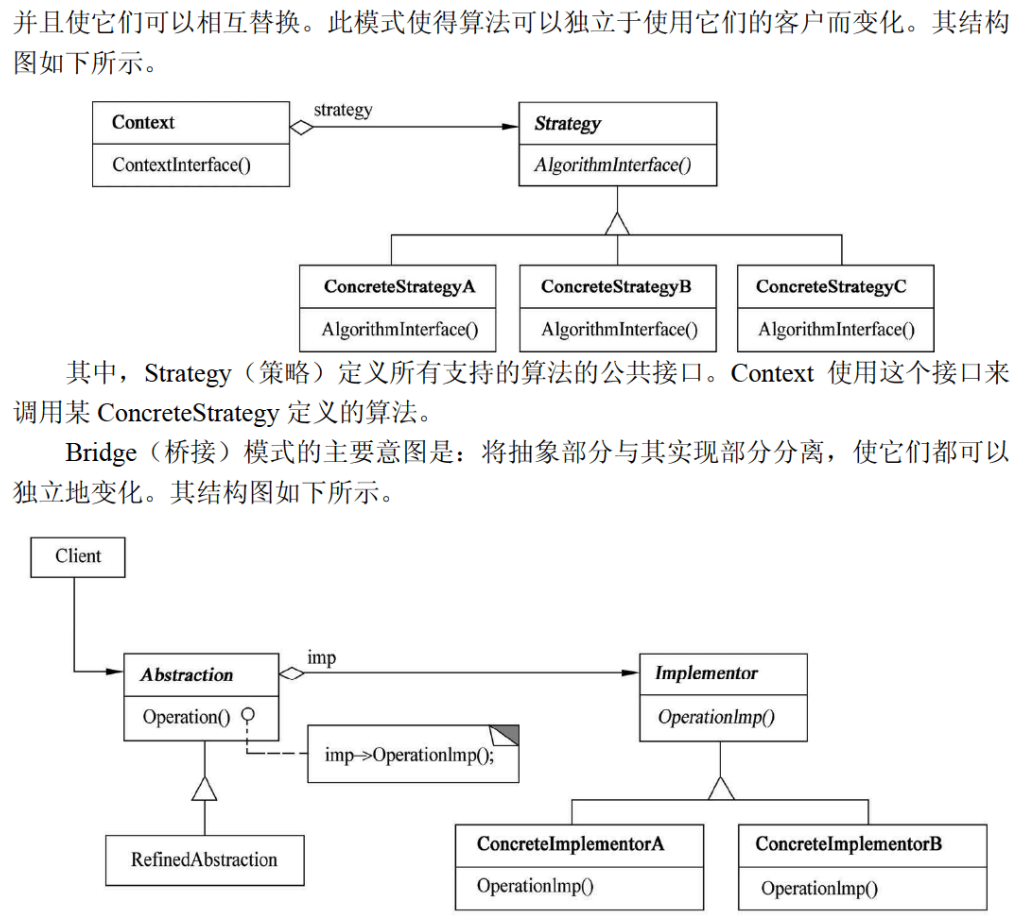 并且使它们可以相互替换。此模式使得算法可以独立于使用它们的客户而变化。其结构
图如下所示。
strategy
Context
Strategy
ContextInterface()
AlgorithmInterface()
ConcreteStrategyA
ConcreteStrategyB
ConcreteStrategyC
AlgorithmInterface()
AlgorithmInterface()
AlgorithmInterface()
其中，Strategy（策略）定义所有支持的算法的公共接口。Context 使用这个接口来
调用某 ConcreteStrategy 定义的算法。
Bridge（桥接）模式的主要意图是：将抽象部分与其实现部分分离，使它们都可以
独立地变化。其结构图如下所示。
Client
imp
Abstraction
Implementor
Operation()
OperationImp()
imp->OperationImp();
RefinedAbstraction
ConcreteImplementorA
ConcreteImplementorB
OperationImp()
OperationImp()